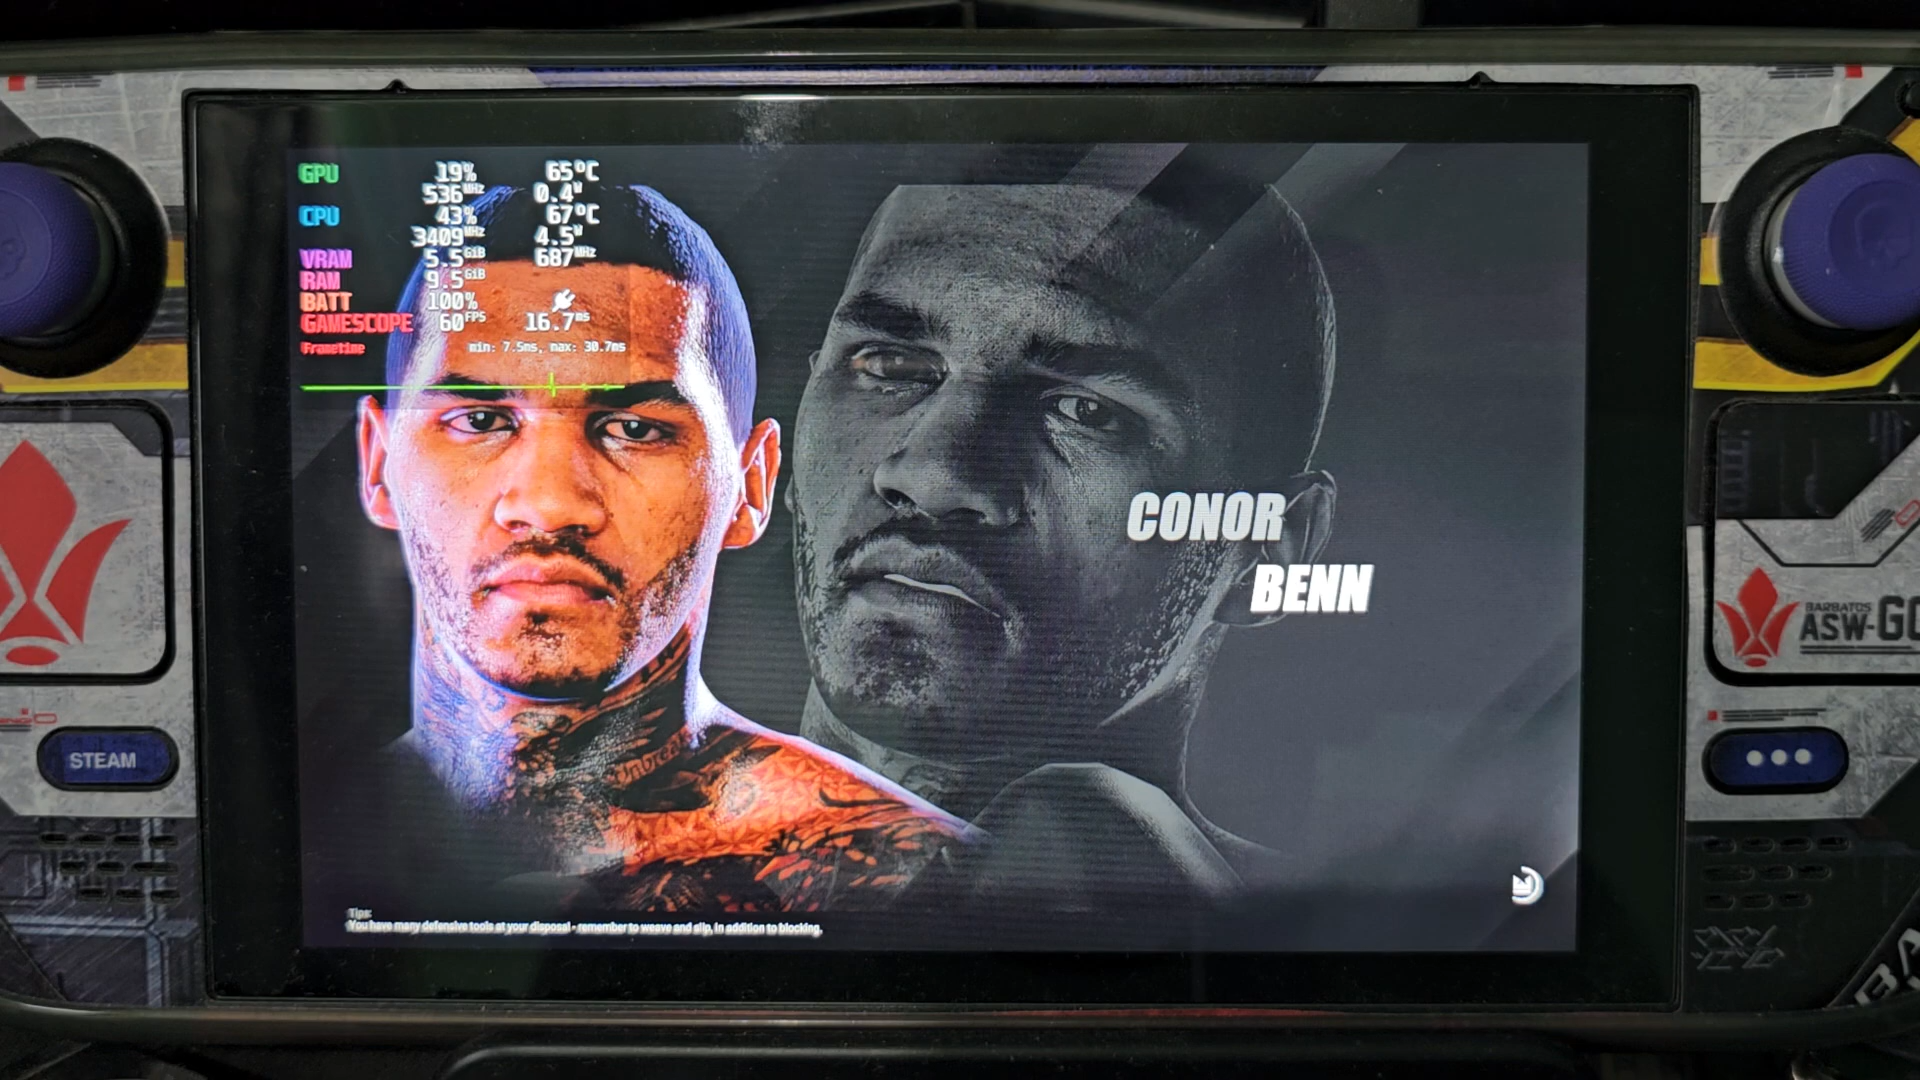 GPU 19% 65°C
536MHz 0.4W
CPU 43% 67°C
3409MHz 4.5W
VRAM 5.5GiB 687MHz
RAM 9.5GiB
BATT 100%
GAMESCOPE 60FPS 16.7ms
Frametime min: 7.5ms, max: 30.7ms
CONOR
BENN
BARBATOS
ASW-G
STEAM
Tips:
You have many defensive tools at your disposal - remember to weave and slip, in addition to blocking.